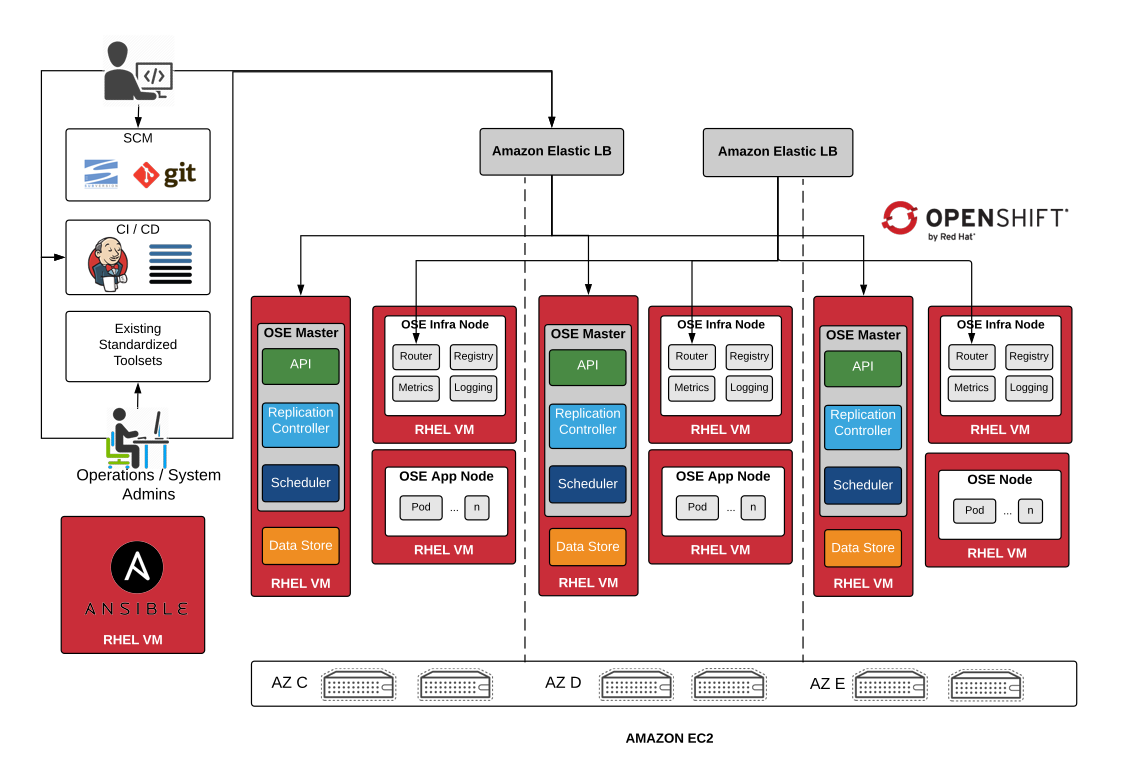 </>
SCM
SUBVERSION
git
CI / CD
Existing
Standardized
Toolsets
Operations / System
Admins
ANSIBLE
RHEL VM
Amazon Elastic LB
Amazon Elastic LB
OPENSHIFT
by Red Hat
OSE Master
API
Replication
Controller
Scheduler
Data Store
RHEL VM
OSE Infra Node
Router
Registry
Metrics
Logging
RHEL VM
OSE App Node
Pod
...
n
RHEL VM
OSE Master
API
Replication
Controller
Scheduler
Data Store
RHEL VM
OSE Infra Node
Router
Registry
Metrics
Logging
RHEL VM
OSE App Node
Pod
...
n
RHEL VM
OSE Master
API
Replication
Controller
Scheduler
Data Store
RHEL VM
OSE Infra Node
Router
Registry
Metrics
Logging
RHEL VM
OSE Node
Pod
...
n
RHEL VM
AZ C
AZ D
AZ E
AMAZON EC2